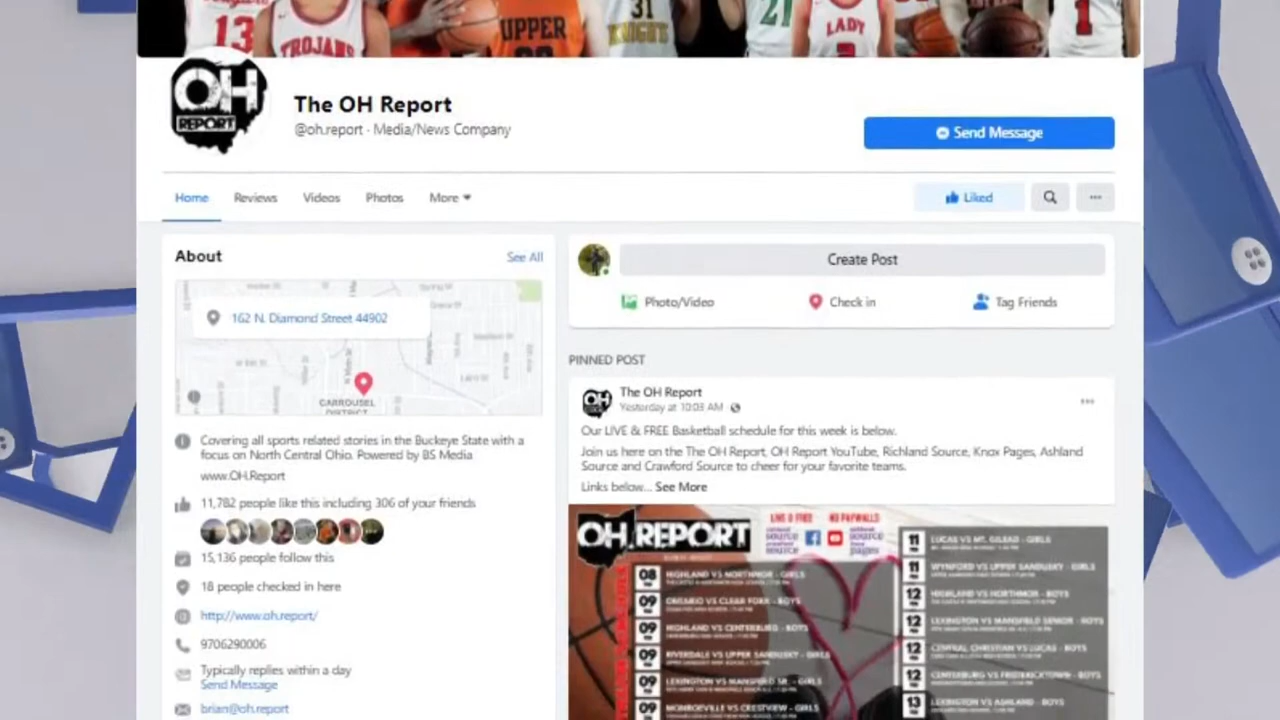 13
TROJANS
UPPER
31
KNIGHTS
21
LADY
1
OH
REPORT
The OH Report
@oh.report · Media/News Company
Send Message
Home
Reviews
Videos
Photos
More
Liked
About
See All
162 N. Diamond Street 44902
CARROUSEL
DISTRICT
Covering all sports related stories in the Buckeye State with a
focus on North Central Ohio. Powered by BS Media
www.OH.Report
11,782 people like this including 306 of your friends
15,136 people follow this
18 people checked in here
http://www.oh.report/
9706290006
Typically replies within a day
Send Message
brian@oh.report
Create Post
Photo/Video
Check in
Tag Friends
PINNED POST
The OH Report
Yesterday at 10:03 AM
Our LIVE & FREE Basketball schedule for this week is below.
Join us here on the The OH Report, OH Report YouTube, Richland Source, Knox Pages, Ashland
Source and Crawford Source to cheer for your favorite teams.
Links below... See More
OH.REPORT
LIVE & FREE
NO PAYWALLS
08 HIGHLAND VS NORTHMOR - GIRLS
09 ONTARIO VS CLEAR FORK - BOYS
09 HIGHLAND VS CENTERBURG - BOYS
09 RIVERDALE VS UPPER SANDUSKY - GIRLS
09 LEXINGTON VS MANSFIELD SR. - GIRLS
09 MONROEVILLE VS CRESTVIEW - GIRLS
11 LUCAS VS MT. GILEAD - GIRLS
11 WYNFORD VS UPPER SANDUSKY - GIRLS
12 HIGHLAND VS NORTHMOR - BOYS
12 LEXINGTON VS MANSFIELD SENIOR - BOYS
12 CENTRAL CHRISTIAN VS LUCAS - BOYS
12 CENTERBURG VS FREDERICKTOWN - BOYS
13 LEXINGTON VS ASHLAND - BOYS